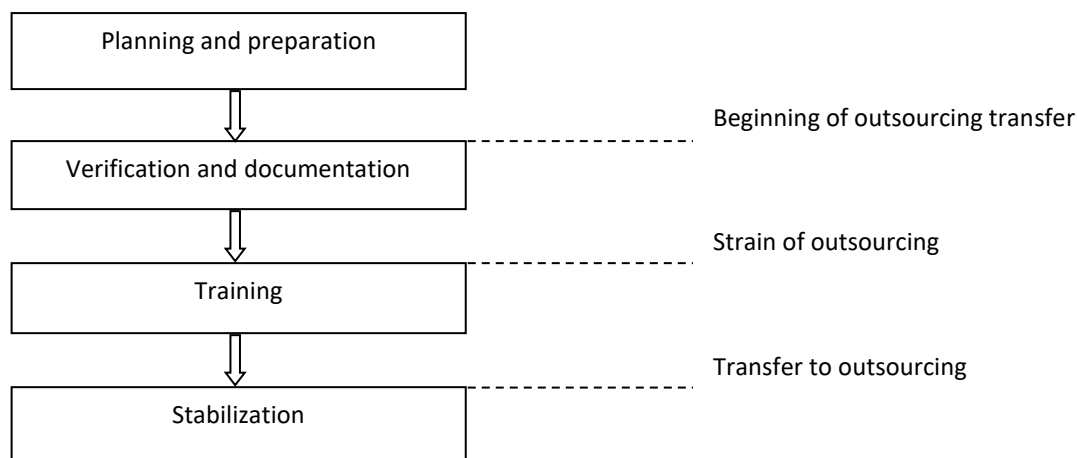 Planning and preparation
Beginning of outsourcing transfer
Verification and documentation
Strain of outsourcing
Training
Transfer to outsourcing
Stabilization